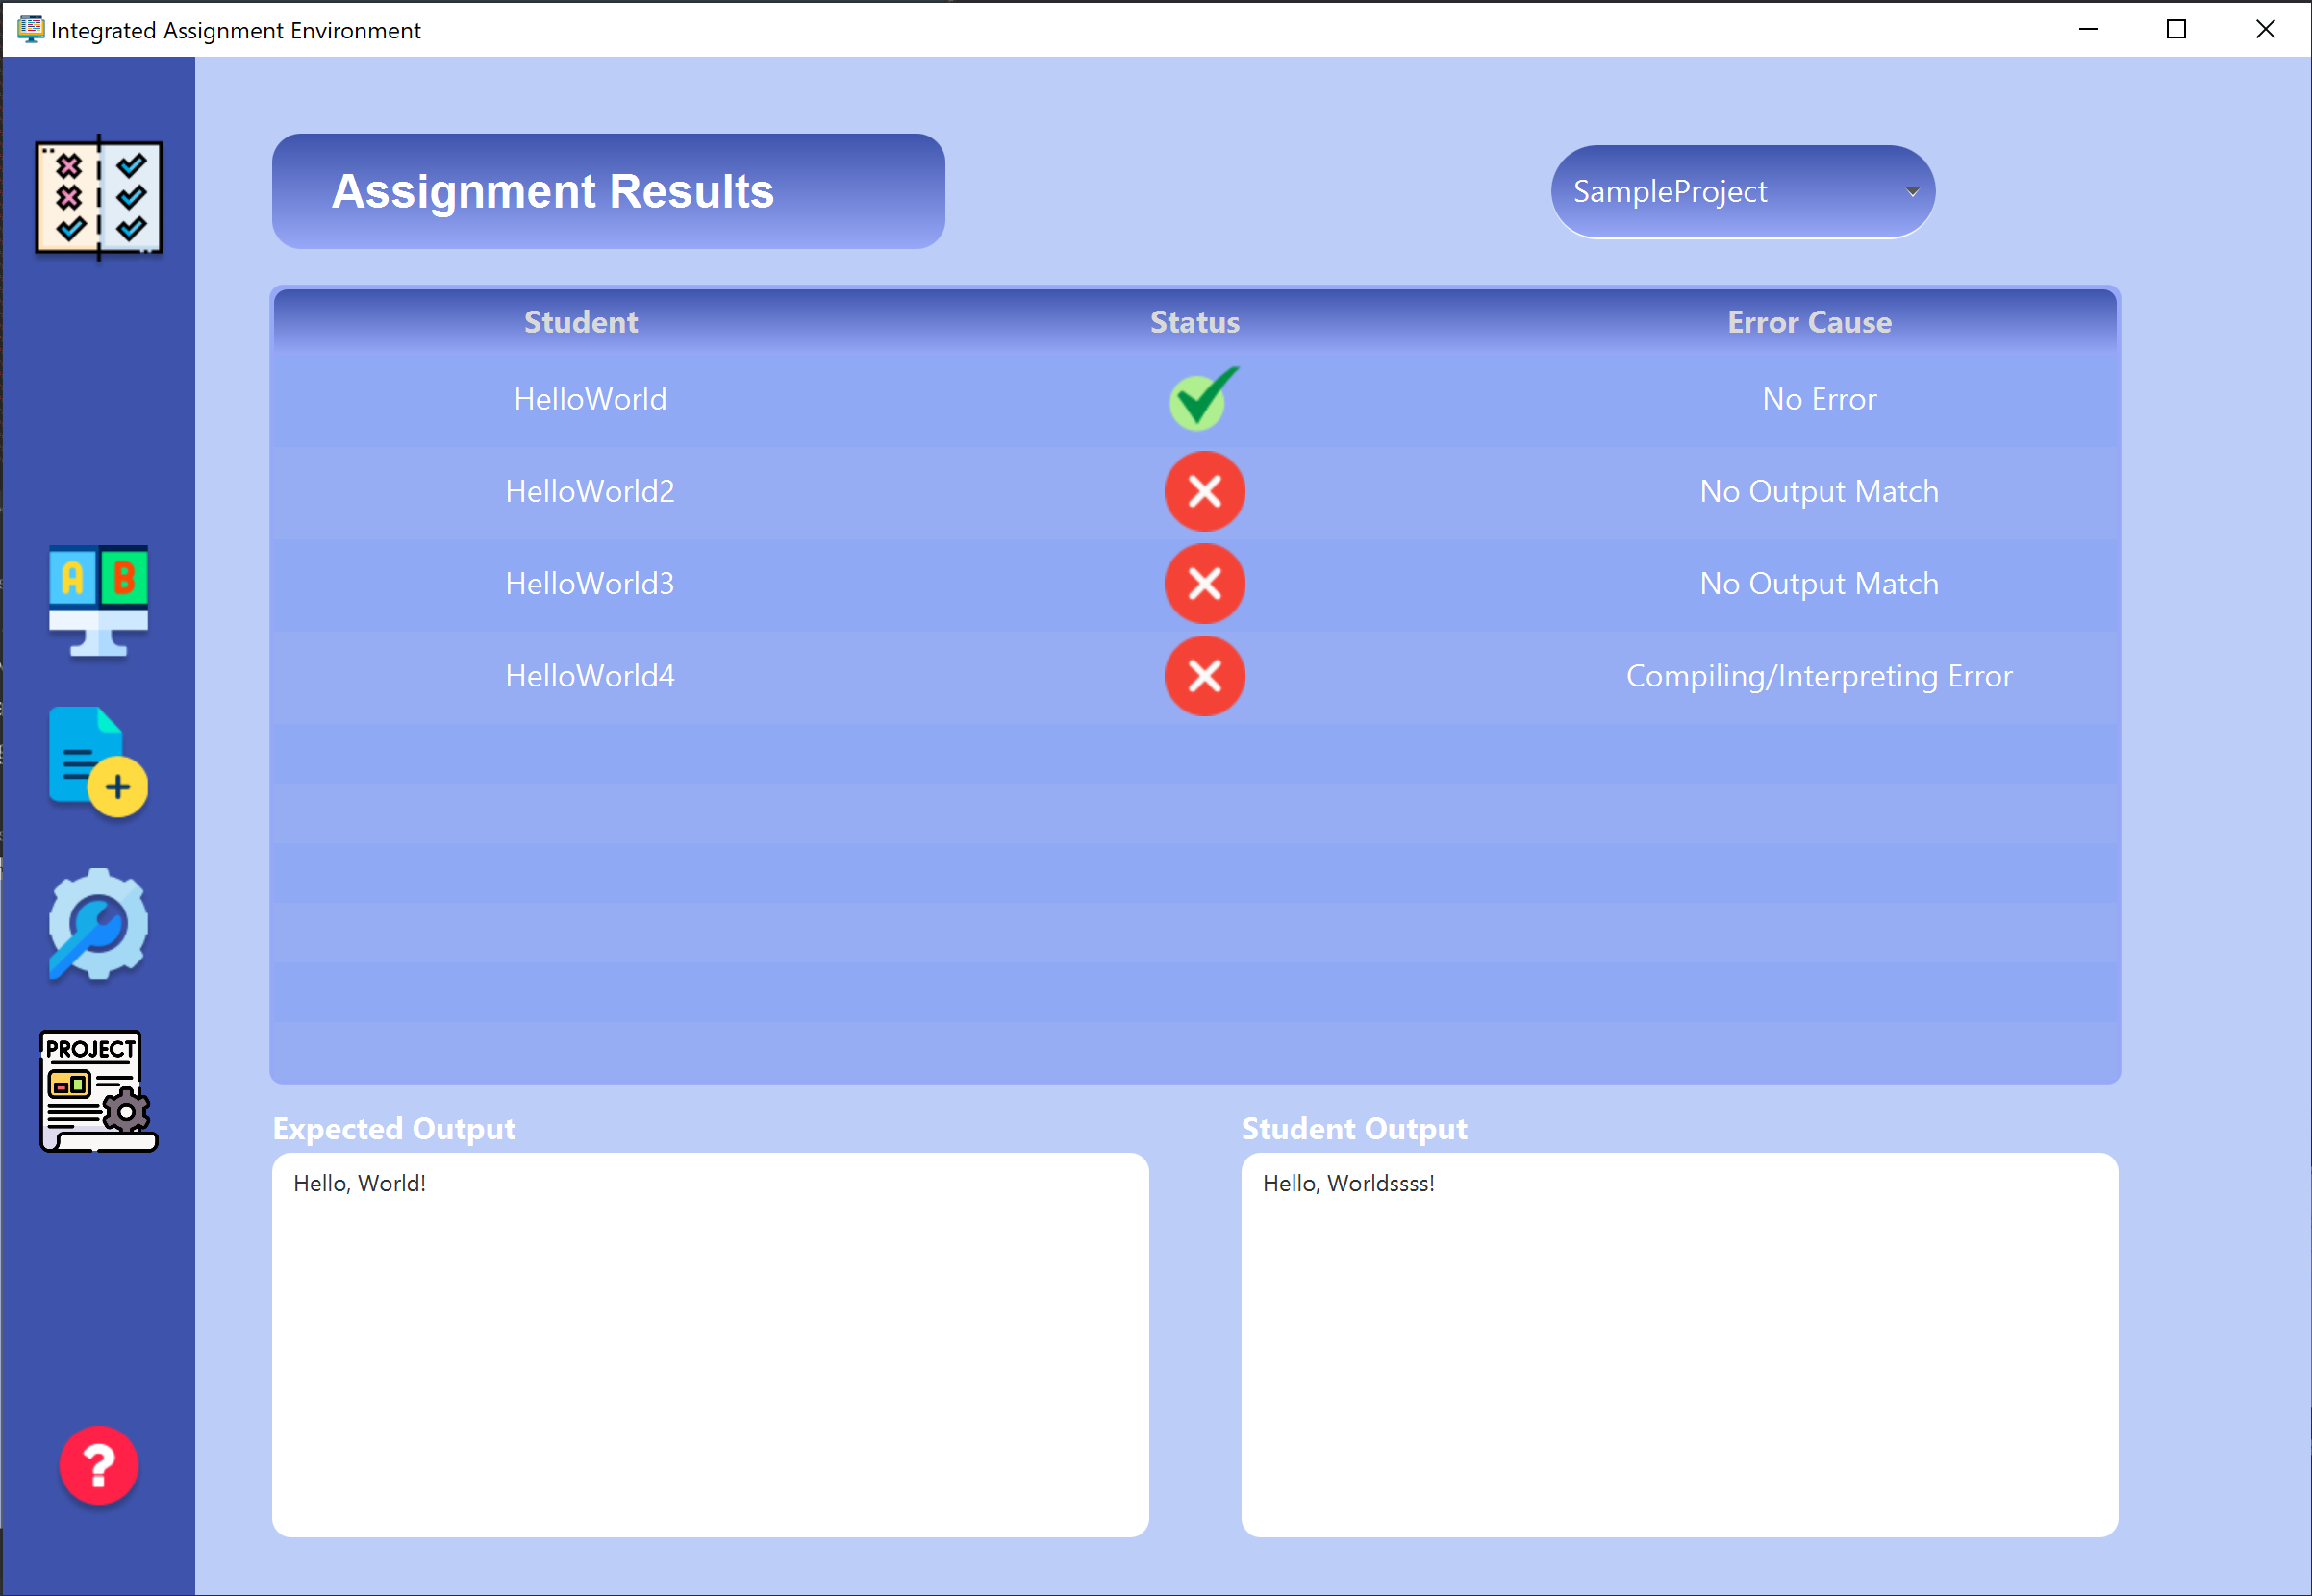 Integrated Assignment Environment
Assignment Results
SampleProject
Student Status Error Cause
HelloWorld No Error
HelloWorld2 No Output Match
HelloWorld3 No Output Match
HelloWorld4 Compiling/Interpreting Error
A B
PROJECT
?
Expected Output Student Output
Hello, World! Hello, Worldssss!